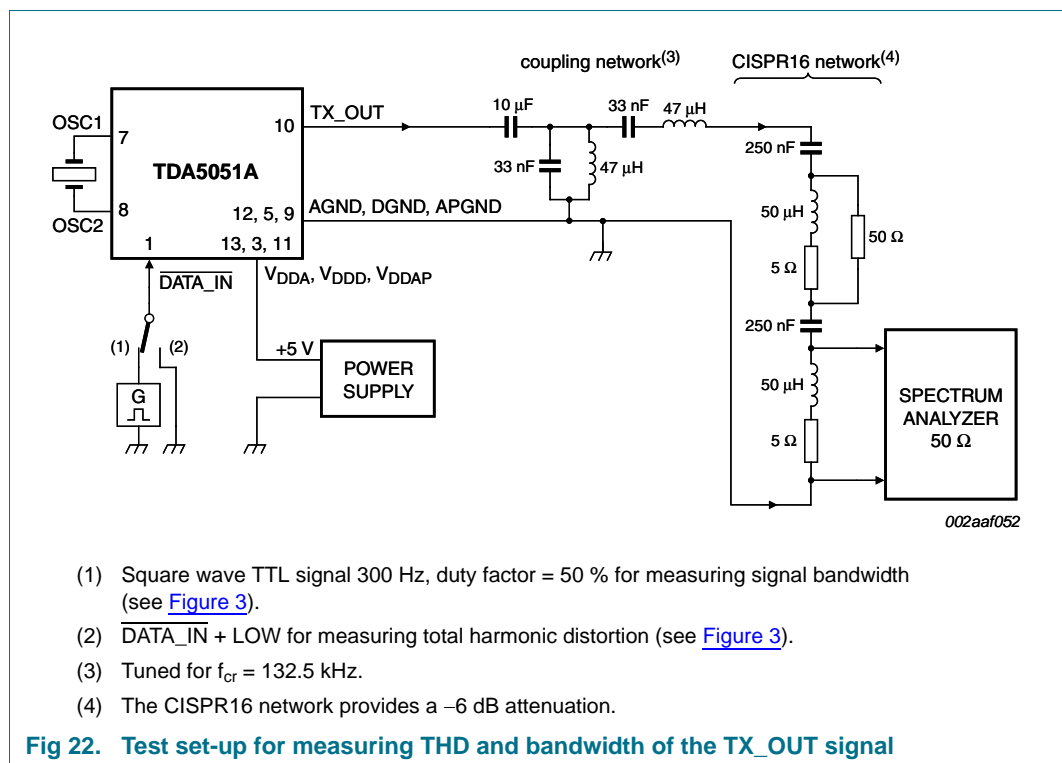 coupling network(3)
CISPR16 network(4)
OSC1
7
10
TX_OUT
10 μF
33 nF
47 μH
250 nF
TDA5051A
33 nF
47 μH
8
OSC2
12, 5, 9
AGND, DGND, APGND
50 μH
50 Ω
5 Ω
1
13, 3, 11
DATA_IN
VDDA, VDDD, VDDAP
250 nF
(1)
(2)
+5 V
POWER
SUPPLY
G
50 μH
5 Ω
SPECTRUM
ANALYZER
50 Ω
002aaf052
(1) Square wave TTL signal 300 Hz, duty factor = 50 % for measuring signal bandwidth
(see Figure 3).
(2) DATA_IN + LOW for measuring total harmonic distortion (see Figure 3).
(3) Tuned for fcr = 132.5 kHz.
(4) The CISPR16 network provides a −6 dB attenuation.
Fig 22. Test set-up for measuring THD and bandwidth of the TX_OUT signal